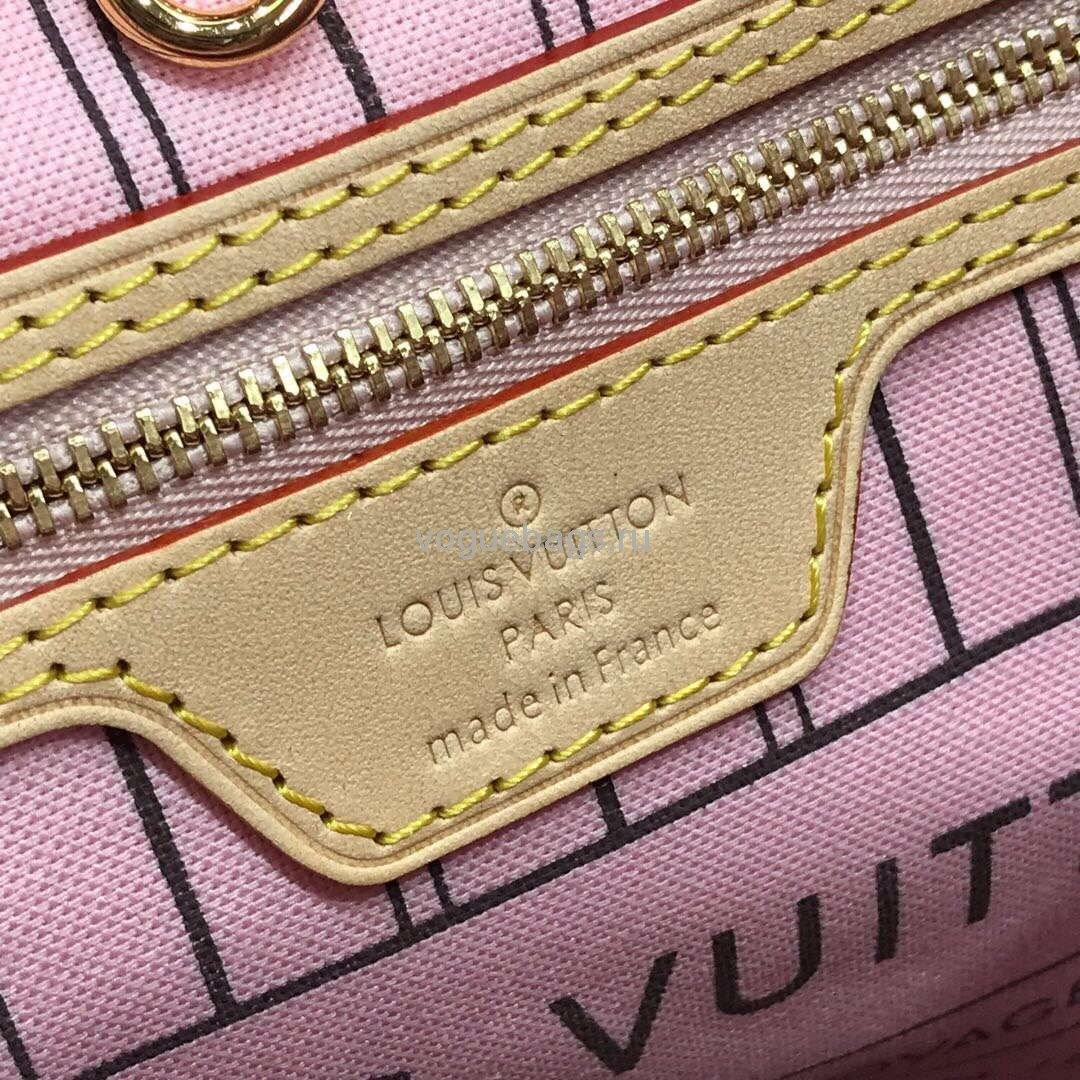 ®
LOUIS VUITTON
PARIS
made in France
voguebags.ru
VUIT